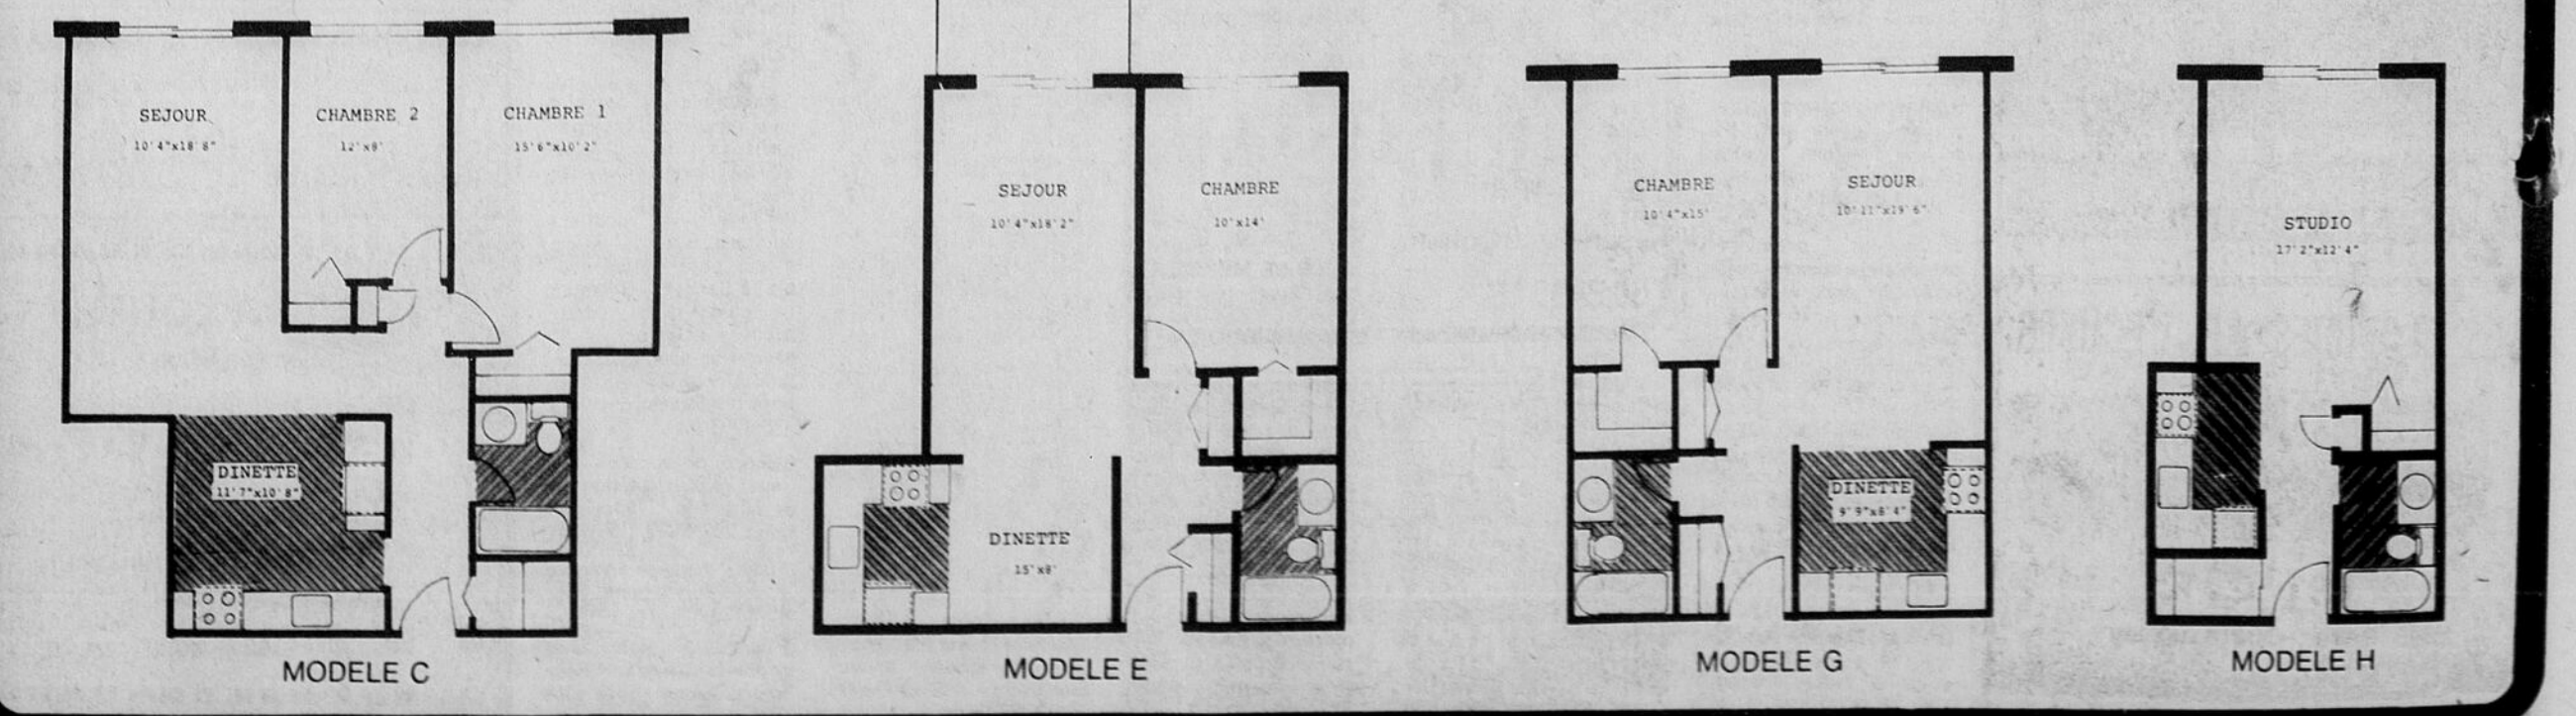 SEJOUR
10'4"x18'8"
CHAMBRE 2
12'x8'
CHAMBRE 1
15'6"x10'2"
DINETTE
11'7"x10'8"
MODELE C
SEJOUR
10'4"x18'2"
CHAMBRE
10'x14'
DINETTE
15'x8'
MODELE E
CHAMBRE
10'4"x15'
SEJOUR
10'11"x19'6"
DINETTE
9'9"x8'4"
MODELE G
STUDIO
17'2"x12'4"
MODELE H